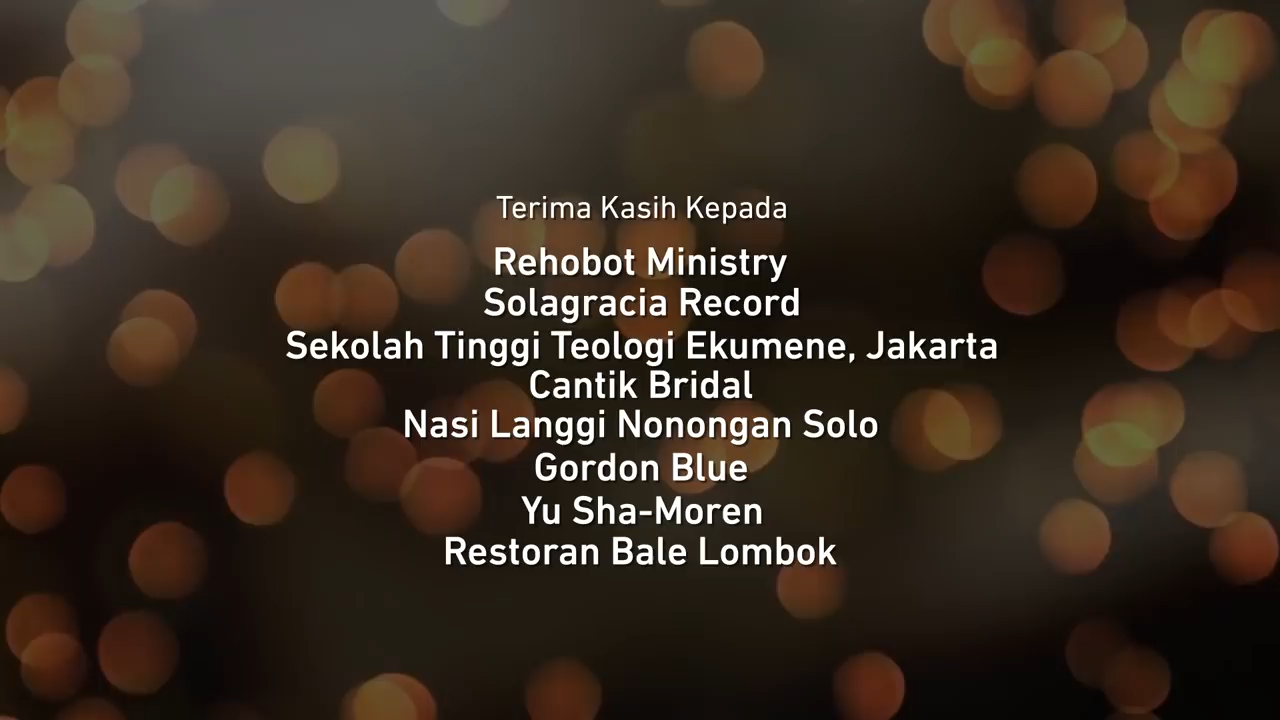 Terima Kasih Kepada
Rehobot Ministry
Solagracia Record
Sekolah Tinggi Teologi Ekumene, Jakarta
Cantik Bridal
Nasi Langgi Nonongan Solo
Gordon Blue
Yu Sha-Moren
Restoran Bale Lombok